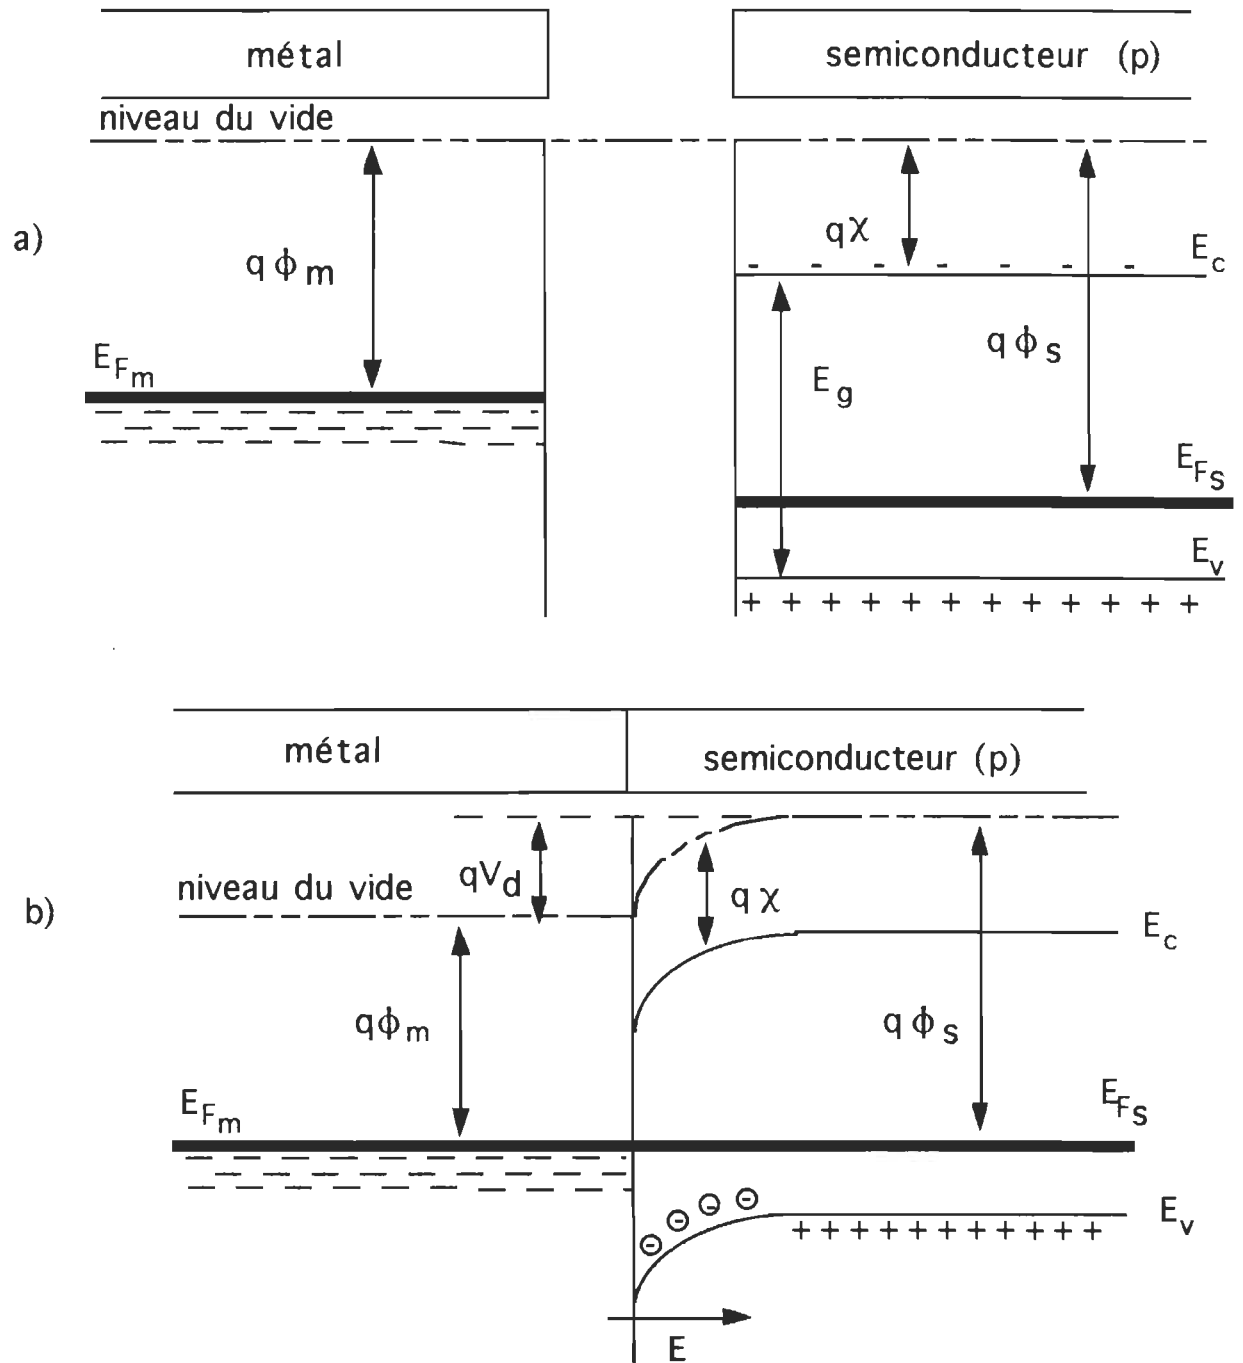 métal
semiconducteur (p)
niveau du vide
a)
qϕm
qχ
Ec
qϕs
EFm
Eg
EFs
Ev
- - - - - - -
+ + + + + + + + + + + +
métal
semiconducteur (p)
qVd
niveau du vide
qχ
b)
Ec
qϕm
qϕs
EFm
EFs
Ev
- - - -
+ + + + + + + + + + +
E